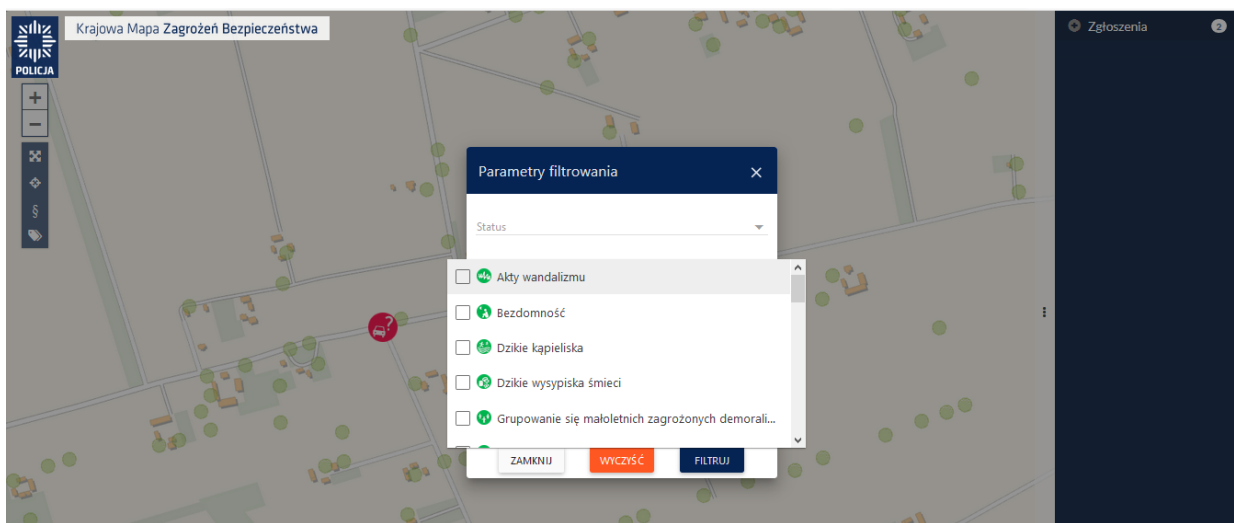 Krajowa Mapa Zagrożeń Bezpieczeństwa
POLICJA
Zgłoszenia 2
+
−
§
?
Parametry filtrowania ×
Status
Akty wandalizmu
Bezdomność
Dzikie kąpieliska
Dzikie wysypiska śmieci
Grupowanie się małoletnich zagrożonych demorali...
ZAMKNIJ WYCZYŚĆ FILTRUJ